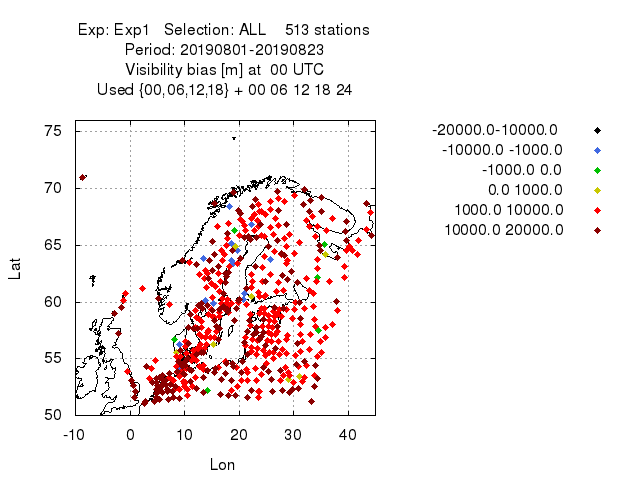 Exp: Exp1 Selection: ALL 513 stations
Period: 20190801-20190823
Visibility bias [m] at 00 UTC
Used {00,06,12,18} + 00 06 12 18 24
-20000.0-10000.0
-10000.0 -1000.0
-1000.0 0.0
0.0 1000.0
1000.0 10000.0
10000.0 20000.0
75
70
65
60
55
50
Lat
-10 0 10 20 30 40
Lon